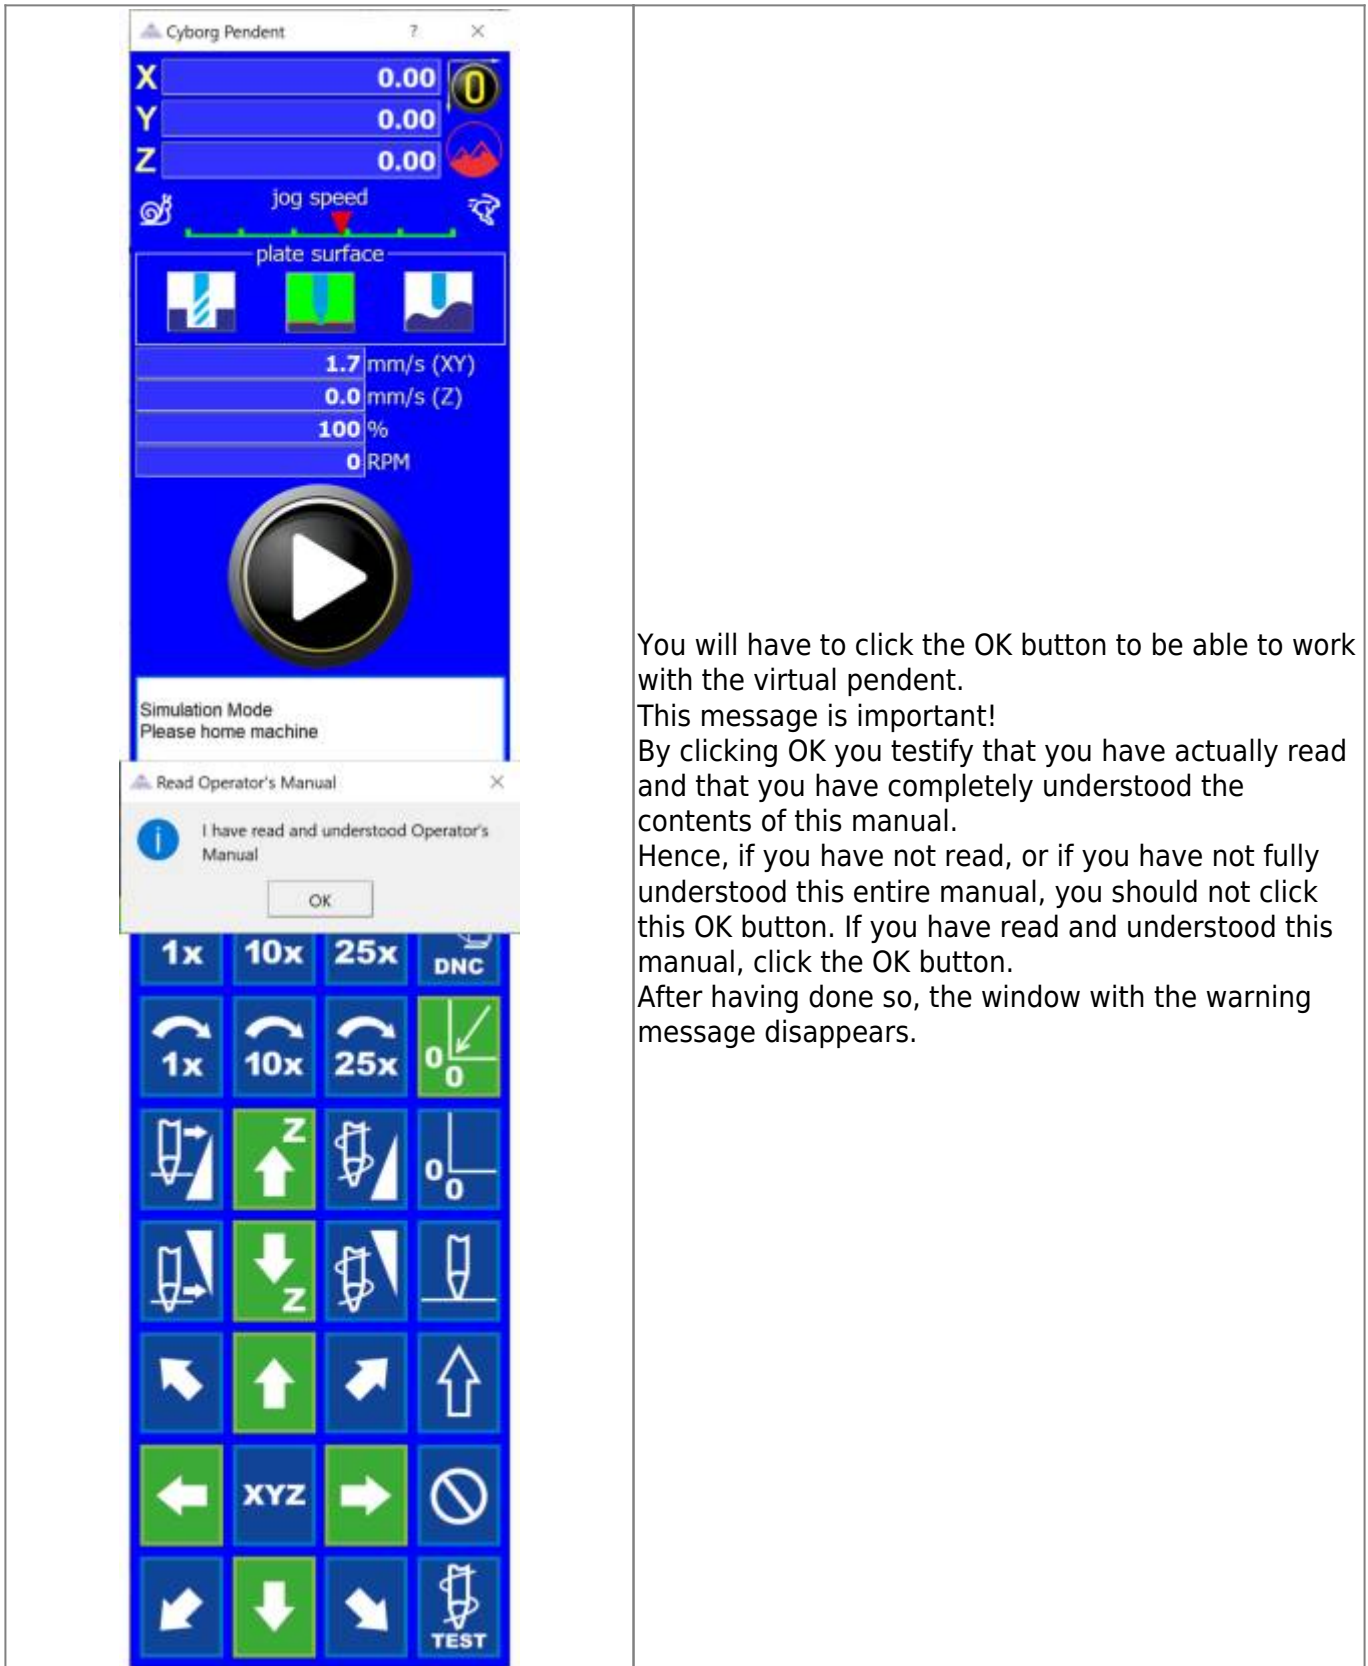 Cyborg Pendent ? ×
X 0.00 0
Y 0.00
Z 0.00
jog speed
plate surface
1.7 mm/s (XY)
0.0 mm/s (Z)
100 %
0 RPM
Simulation Mode
Please home machine
Read Operator's Manual ×
i
I have read and understood Operator's
Manual
OK
1x 10x 25x DNC
1x 10x 25x 0 0
Z 0 0
Z
XYZ
TEST
You will have to click the OK button to be able to work
with the virtual pendent.
This message is important!
By clicking OK you testify that you have actually read
and that you have completely understood the
contents of this manual.
Hence, if you have not read, or if you have not fully
understood this entire manual, you should not click
this OK button. If you have read and understood this
manual, click the OK button.
After having done so, the window with the warning
message disappears.